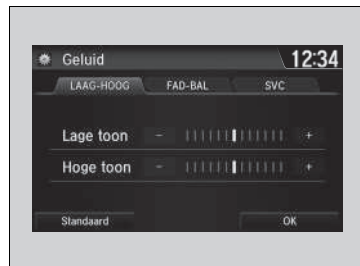 Geluid 12:34
LAAG-HOOG FAD-BAL SVC
Lage toon - +
Hoge toon - +
Standaard OK